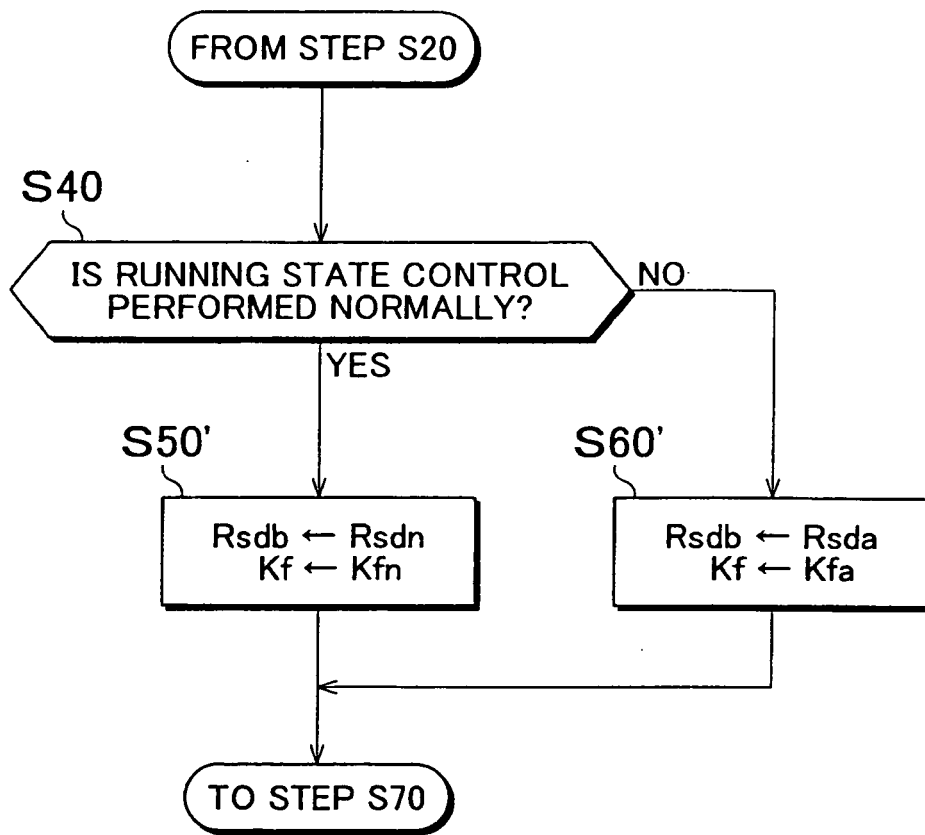 FROM STEP S20
S40
IS RUNNING STATE CONTROL
PERFORMED NORMALLY?
NO
YES
S50'
Rsdb ← Rsdn
Kf ← Kfn
S60'
Rsdb ← Rsda
Kf ← Kfa
TO STEP S70